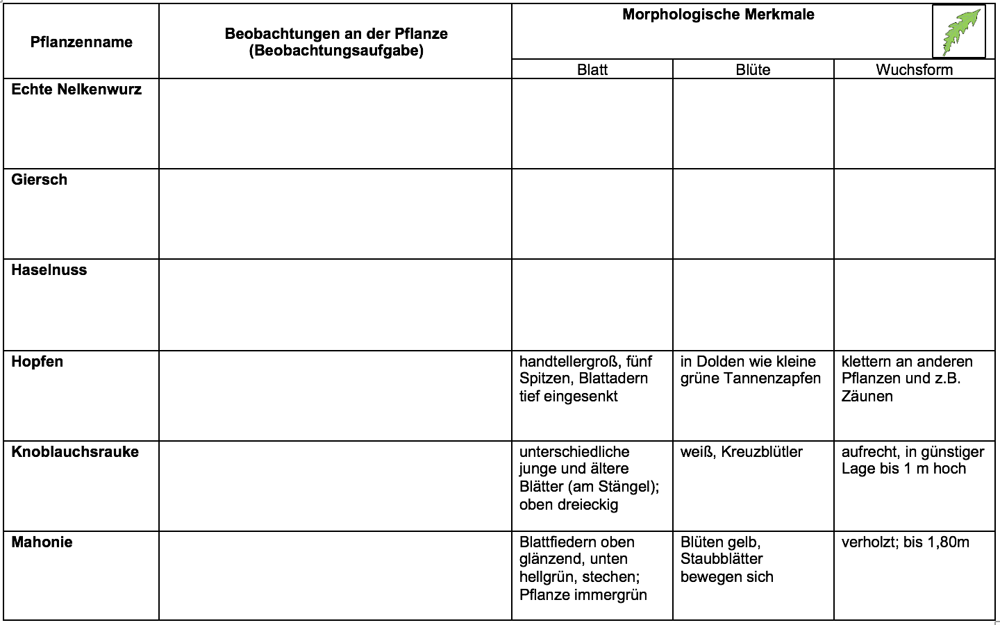 Pflanzenname
Beobachtungen an der Pflanze
(Beobachtungsaufgabe)
Morphologische Merkmale
Blatt
Blüte
Wuchsform
Echte Nelkenwurz
Giersch
Haselnuss
Hopfen
handtellergroß, fünf
Spitzen, Blattadern
tief eingesenkt
in Dolden wie kleine
grüne Tannenzapfen
klettern an anderen
Pflanzen und z.B.
Zäunen
Knoblauchsrauke
unterschiedliche
junge und ältere
Blätter (am Stängel);
oben dreieckig
weiß, Kreuzblütler
aufrecht, in günstiger
Lage bis 1 m hoch
Mahonie
Blattfiedern oben
glänzend, unten
hellgrün, stechen;
Pflanze immergrün
Blüten gelb,
Staubblätter
bewegen sich
verholzt; bis 1,80m